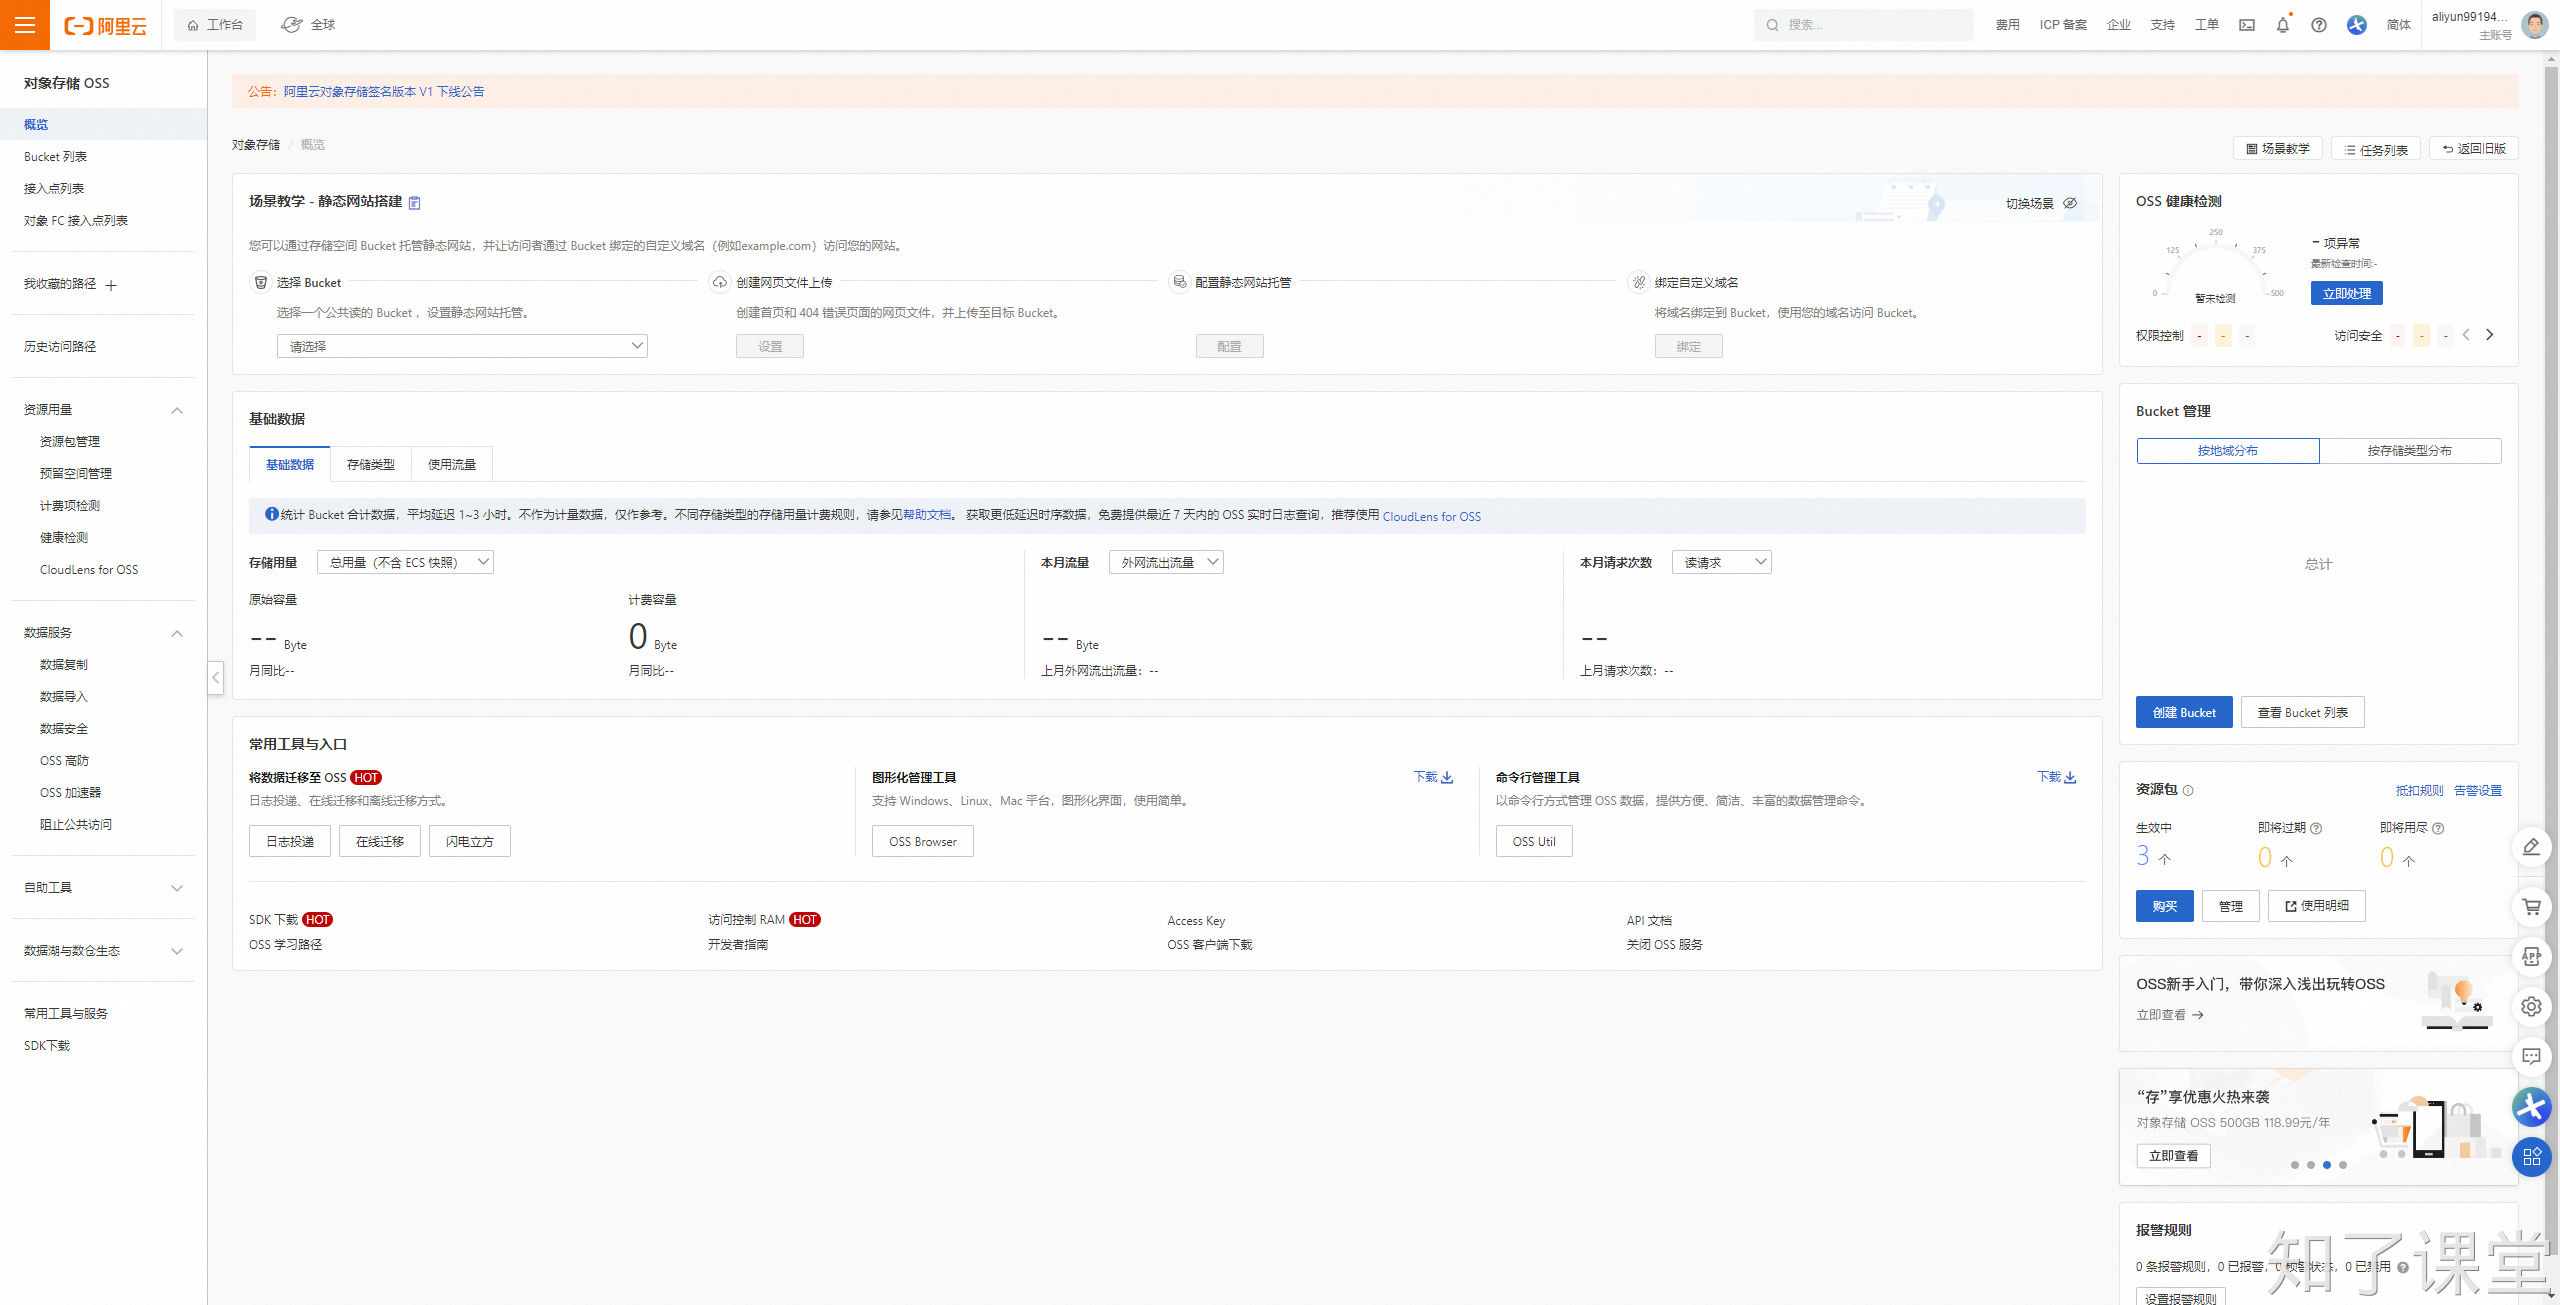 阿里云
工作台
全球
搜索...
费用
ICP 备案
企业
支持
工单
简体
aliyun99194...
主账号
对象存储 OSS
概览
Bucket 列表
接入点列表
对象 FC 接入点列表
我收藏的路径
历史访问路径
资源用量
资源包管理
预留空间管理
计费项检测
健康检测
CloudLens for OSS
数据服务
数据复制
数据导入
数据安全
OSS 高防
OSS 加速器
阻止公共访问
自助工具
数据湖与数仓生态
常用工具与服务
SDK下载
公告：阿里云对象存储签名版本 V1 下线公告
对象存储 / 概览
场景教学
任务列表
返回旧版
场景教学 - 静态网站搭建
切换场景
您可以通过存储空间 Bucket 托管静态网站，并让访问者通过 Bucket 绑定的自定义域名（例如example.com）访问您的网站。
选择 Bucket
选择一个公共读的 Bucket ，设置静态网站托管。
请选择
创建网页文件上传
创建首页和 404 错误页面的网页文件，并上传至目标 Bucket。
设置
配置静态网站托管
配置
绑定自定义域名
将域名绑定到 Bucket，使用您的域名访问 Bucket。
绑定
基础数据
基础数据
存储类型
使用流量
统计 Bucket 合计数据，平均延迟 1~3 小时。不作为计量数据，仅作参考。不同存储类型的存储用量计费规则，请参见帮助文档。 获取更低延迟时序数据，免费提供最近 7 天内的 OSS 实时日志查询，推荐使用 CloudLens for OSS
存储用量
总用量（不含 ECS 快照）
原始容量
-- Byte
月同比--
计费容量
0 Byte
月同比--
本月流量
外网流出流量
-- Byte
上月外网流出流量：--
本月请求次数
读请求
--
上月请求次数：--
常用工具与入口
将数据迁移至 OSS HOT
日志投递、在线迁移和离线迁移方式。
日志投递
在线迁移
闪电立方
图形化管理工具
下载
支持 Windows、Linux、Mac 平台，图形化界面，使用简单。
OSS Browser
命令行管理工具
下载
以命令行方式管理 OSS 数据，提供方便、简洁、丰富的数据管理命令。
OSS Util
SDK 下载 HOT
访问控制 RAM HOT
Access Key
API 文档
OSS 学习路径
开发者指南
OSS 客户端下载
关闭 OSS 服务
OSS 健康检测
0
125
250
375
500
暂未检测
- 项异常
最新检查时间:-
立即处理
权限控制 - - -
访问安全 - - -
Bucket 管理
按地域分布
按存储类型分布
总计
创建 Bucket
查看 Bucket 列表
资源包
抵扣规则
告警设置
生效中
即将过期
即将用尽
3 个
0 个
0 个
购买
管理
使用明细
OSS新手入门，带你深入浅出玩转OSS
立即查看
APP
“存”享优惠火热来袭
对象存储 OSS 500GB 118.99元/年
立即查看
报警规则
0 条报警规则，0 已报警，0 预警状态，0 已禁用
设置报警规则
知了课堂